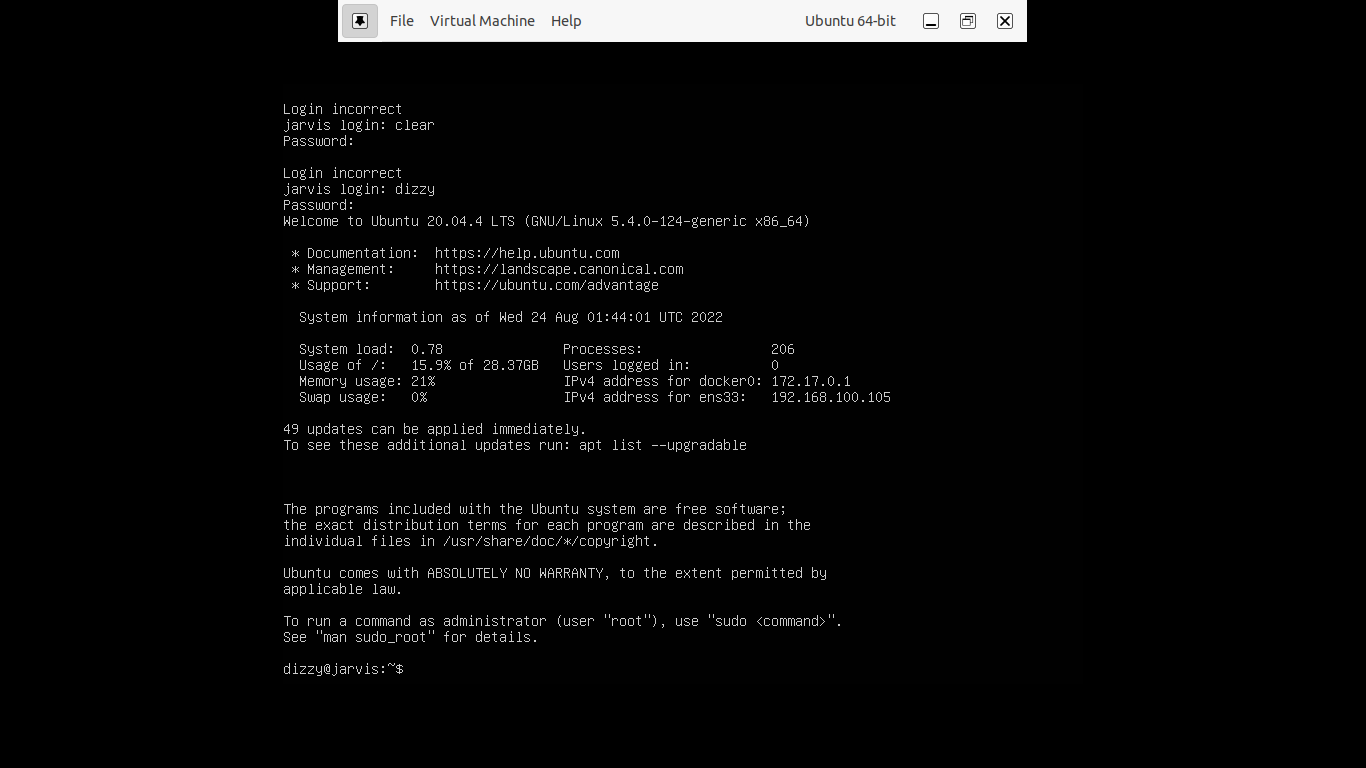 File Virtual Machine Help Ubuntu 64-bit
Login incorrect
jarvis login: clear
Password:
Login incorrect
jarvis login: dizzy
Password:
Welcome to Ubuntu 20.04.4 LTS (GNU/Linux 5.4.0-124-generic x86_64)
* Documentation: https://help.ubuntu.com
* Management: https://landscape.canonical.com
* Support: https://ubuntu.com/advantage
System information as of Wed 24 Aug 01:44:01 UTC 2022
System load: 0.78 Processes: 206
Usage of /: 15.9% of 28.37GB Users logged in: 0
Memory usage: 21% IPv4 address for docker0: 172.17.0.1
Swap usage: 0% IPv4 address for ens33: 192.168.100.105
49 updates can be applied immediately.
To see these additional updates run: apt list --upgradable
The programs included with the Ubuntu system are free software;
the exact distribution terms for each program are described in the
individual files in /usr/share/doc/*/copyright.
Ubuntu comes with ABSOLUTELY NO WARRANTY, to the extent permitted by
applicable law.
To run a command as administrator (user "root"), use "sudo <command>".
See "man sudo_root" for details.
dizzy@jarvis:~$